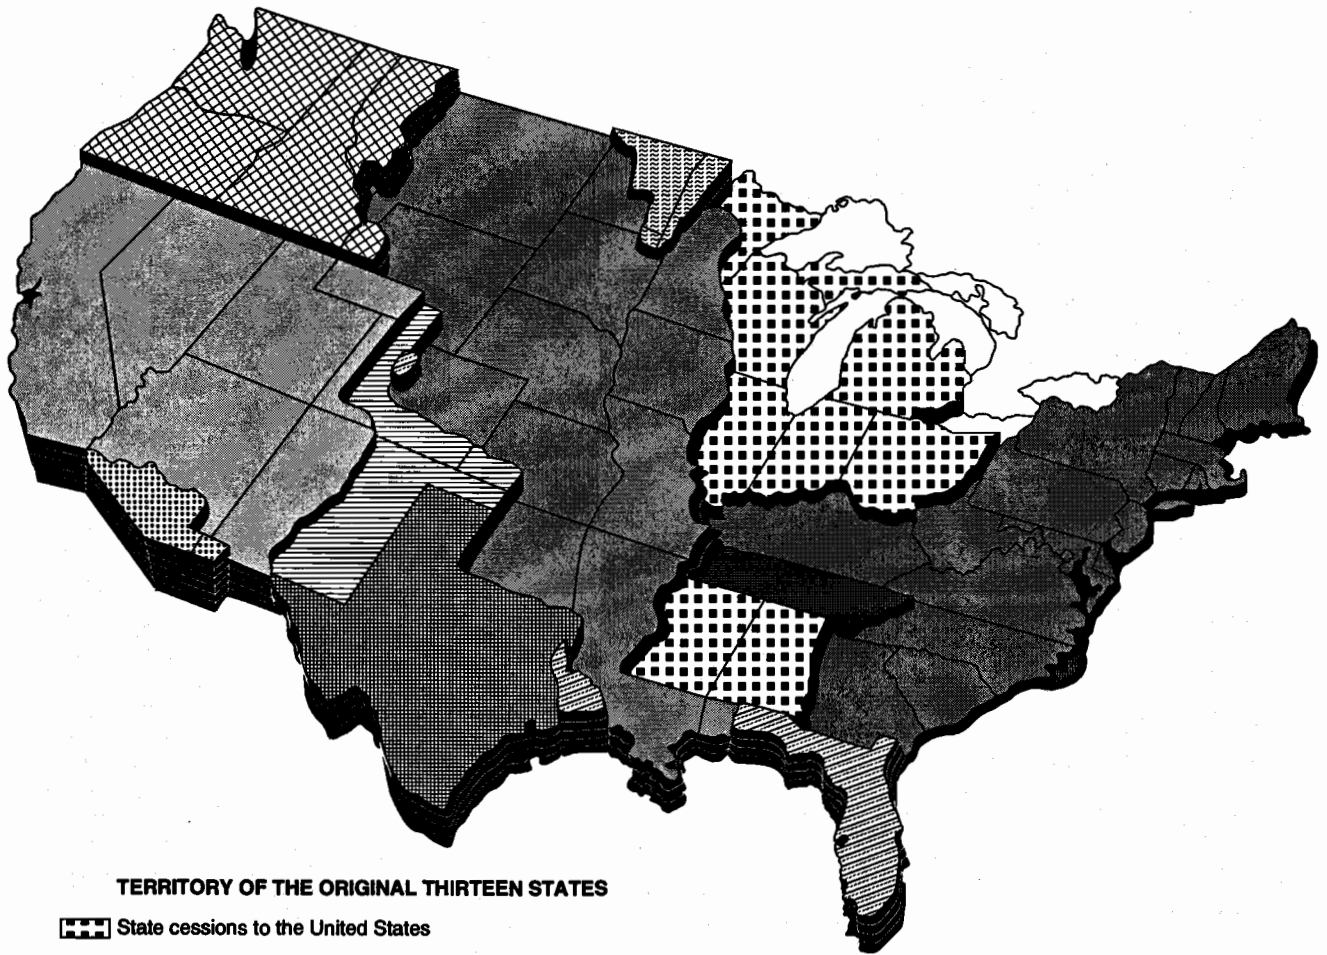 TERRITORY OF THE ORIGINAL THIRTEEN STATES
State cessions to the United States